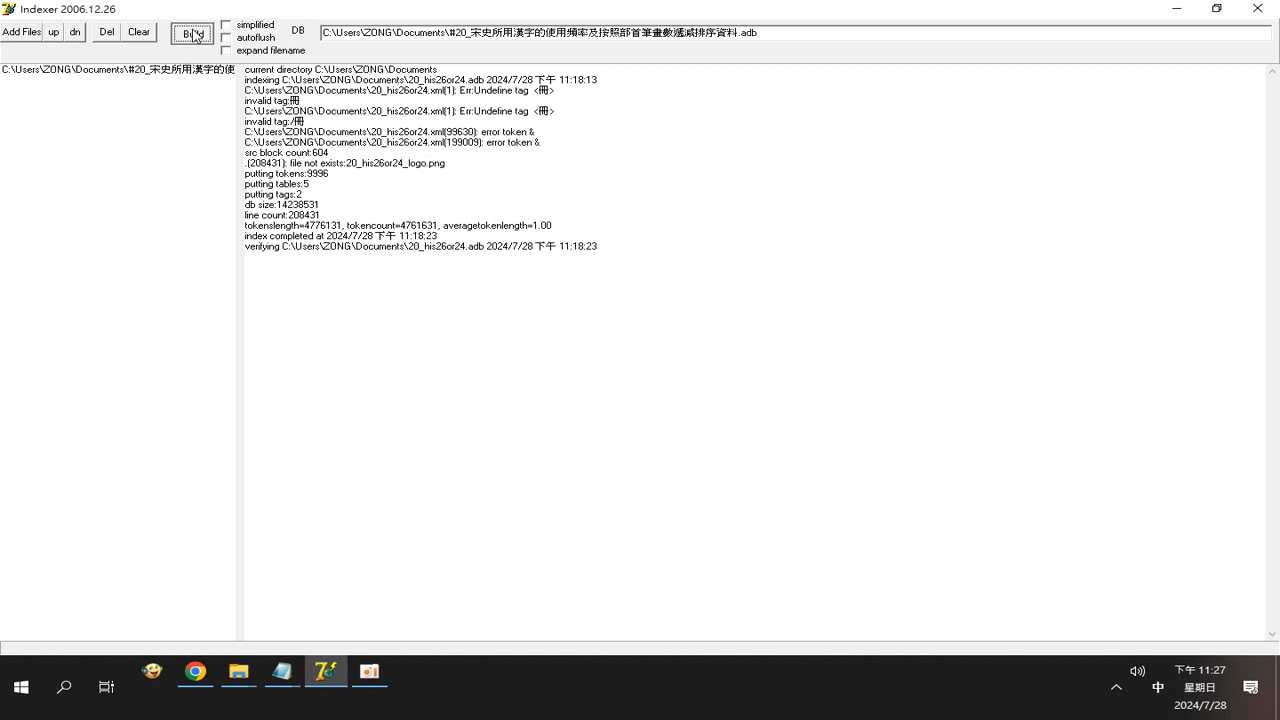 Indexer 2006.12.26
Add Files up dn Del Clear Build
simplified
autoflush
expand filename
DB C:\Users\ZONG\Documents\#20_宋史所用漢字的使用頻率及按照部首筆畫數遞減排序資料.adb
C:\Users\ZONG\Documents\#20_宋史所用漢字的使
current directory C:\Users\ZONG\Documents
indexing C:\Users\ZONG\Documents\20_his26or24.adb 2024/7/28 下午 11:18:13
C:\Users\ZONG\Documents\20_his26or24.xml(1): Err:Undefine tag <冊>
invalid tag:冊
C:\Users\ZONG\Documents\20_his26or24.xml(1): Err:Undefine tag <冊>
invalid tag:/冊
C:\Users\ZONG\Documents\20_his26or24.xml(99630): error token &
C:\Users\ZONG\Documents\20_his26or24.xml(199009): error token &
src block count:604
.(208431): file not exists:20_his26or24_logo.png
putting tokens:9996
putting tables:5
putting tags:2
db size:14238531
line count:208431
tokenslength=4776131, tokencount=4761631, averagetokenlength=1.00
index completed at 2024/7/28 下午 11:18:23
verifying C:\Users\ZONG\Documents\20_his26or24.adb 2024/7/28 下午 11:18:23
下午 11:27
中 星期日
2024/7/28